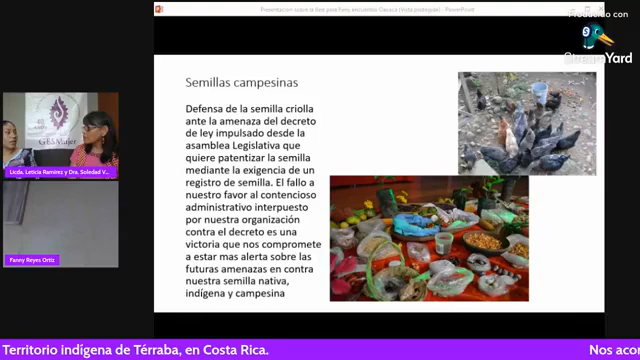 Presentacion sobre la Red para Foro encuentro Oaxaca (Vista protegida) - PowerPoint
Producido con
StreamYard
Semillas campesinas
Defensa de la semilla criolla
ante la amenaza del decreto
de ley impulsado desde la
asamblea Legislativa que
quiere patentizar la semilla
mediante la exigencia de un
registro de semilla. El fallo a
nuestro favor al contencioso
administrativo interpuesto
por nuestra organización
contra el decreto es una
victoria que nos compromete
a estar mas alerta sobre las
futuras amenazas en contra
nuestra semilla nativa,
indígena y campesina
GESMujer
Licda. Leticia Ramirez y Dra. Soledad V...
Fanny Reyes Ortiz
Territorio indígena de Térraba, en Costa Rica.
Nos acor